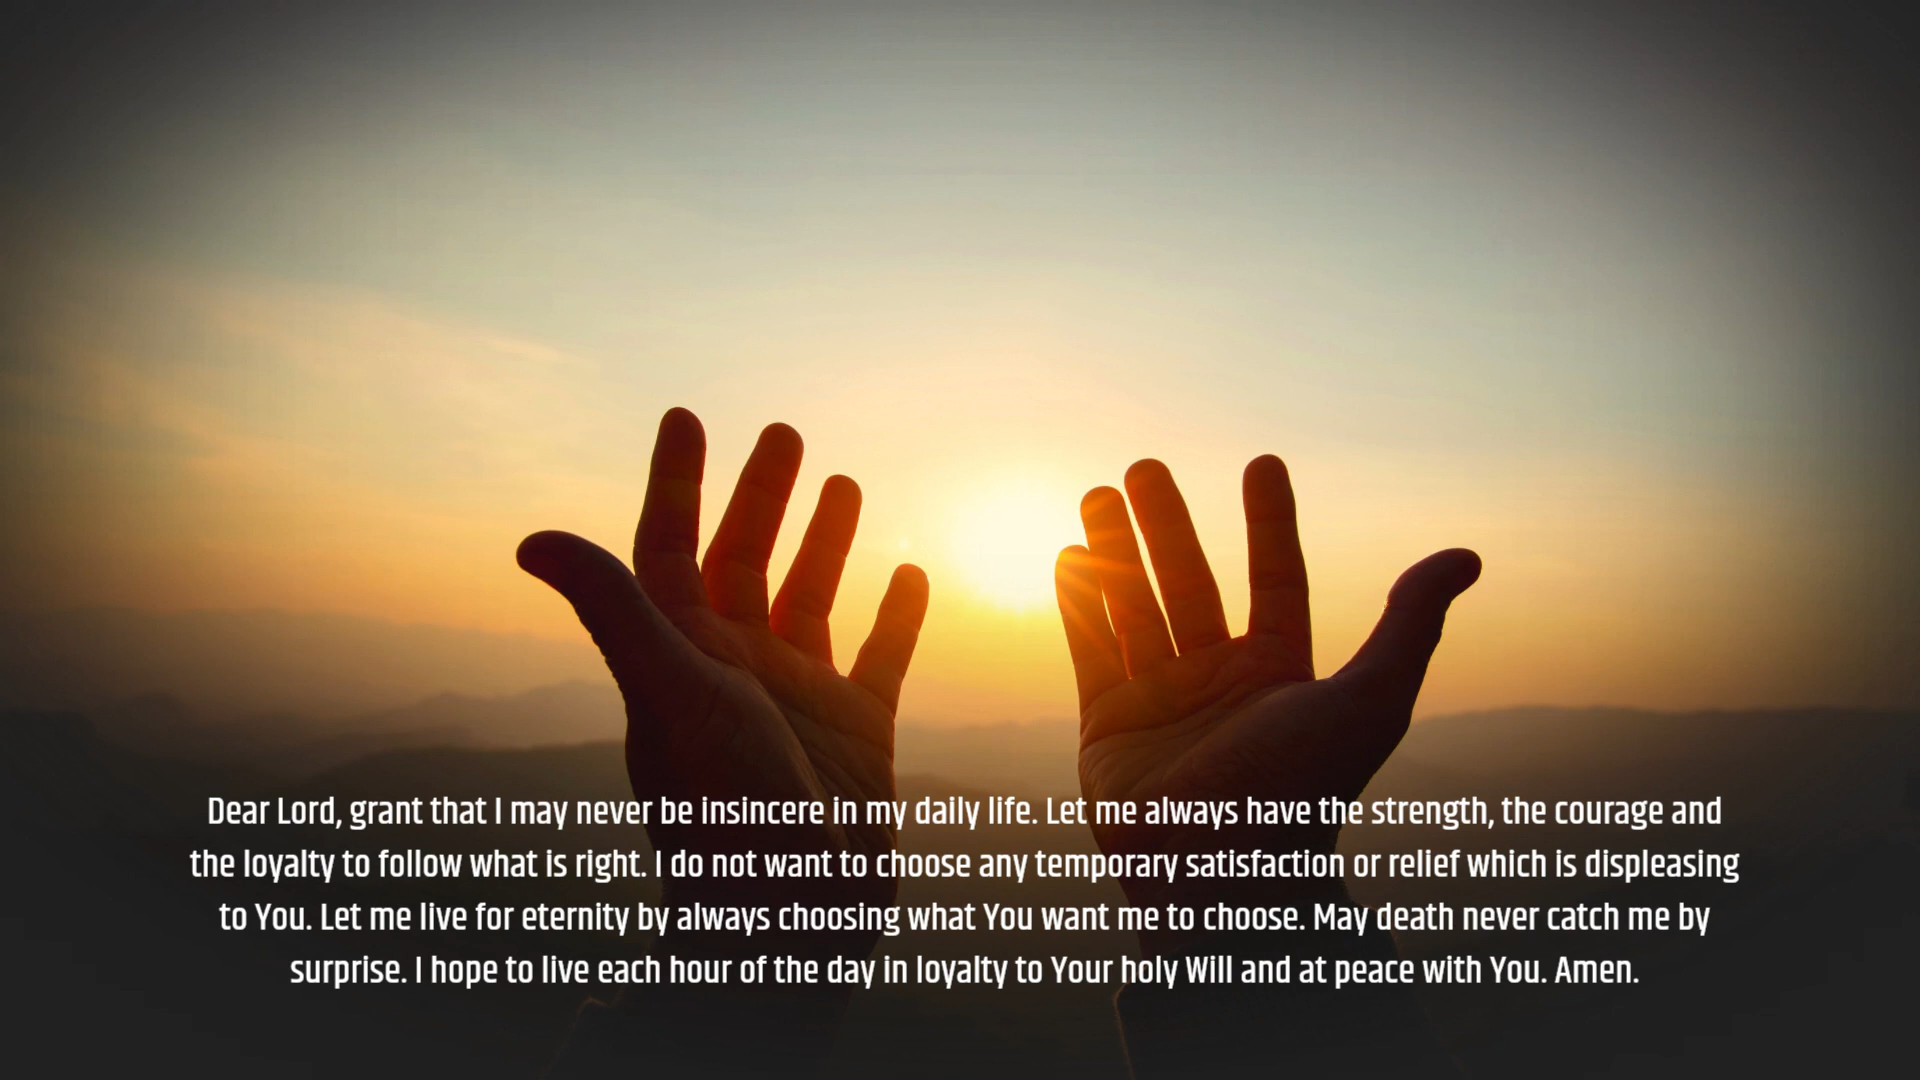 Dear Lord, grant that I may never be insincere in my daily life. Let me always have the strength, the courage and
the loyalty to follow what is right. I do not want to choose any temporary satisfaction or relief which is displeasing
to You. Let me live for eternity by always choosing what You want me to choose. May death never catch me by
surprise. I hope to live each hour of the day in loyalty to Your holy Will and at peace with You. Amen.